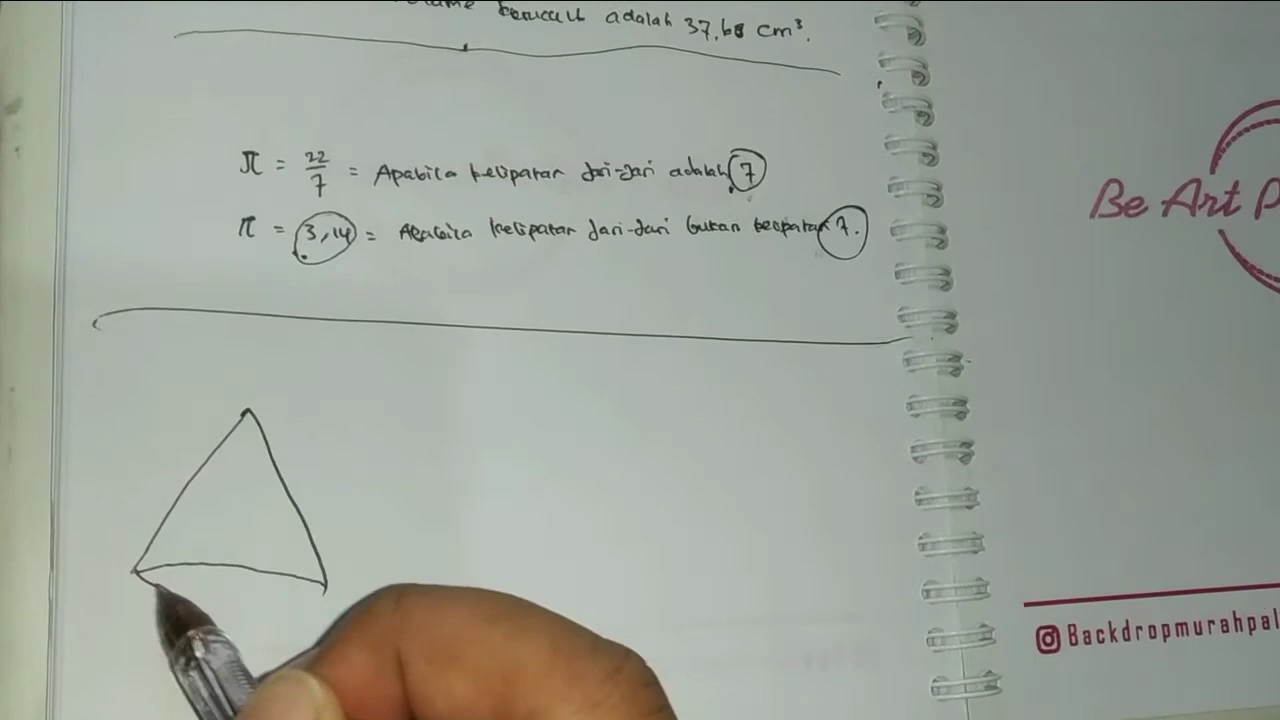 kerucut adalah 37,68 cm³.
π = 22/7 = Apabila kelipatan Jari-Jari adalah 7
π = 3,14 = Apabila kelipatan Jari-Jari bukan kelipatan 7.
Be Art P
Backdropmurahpal